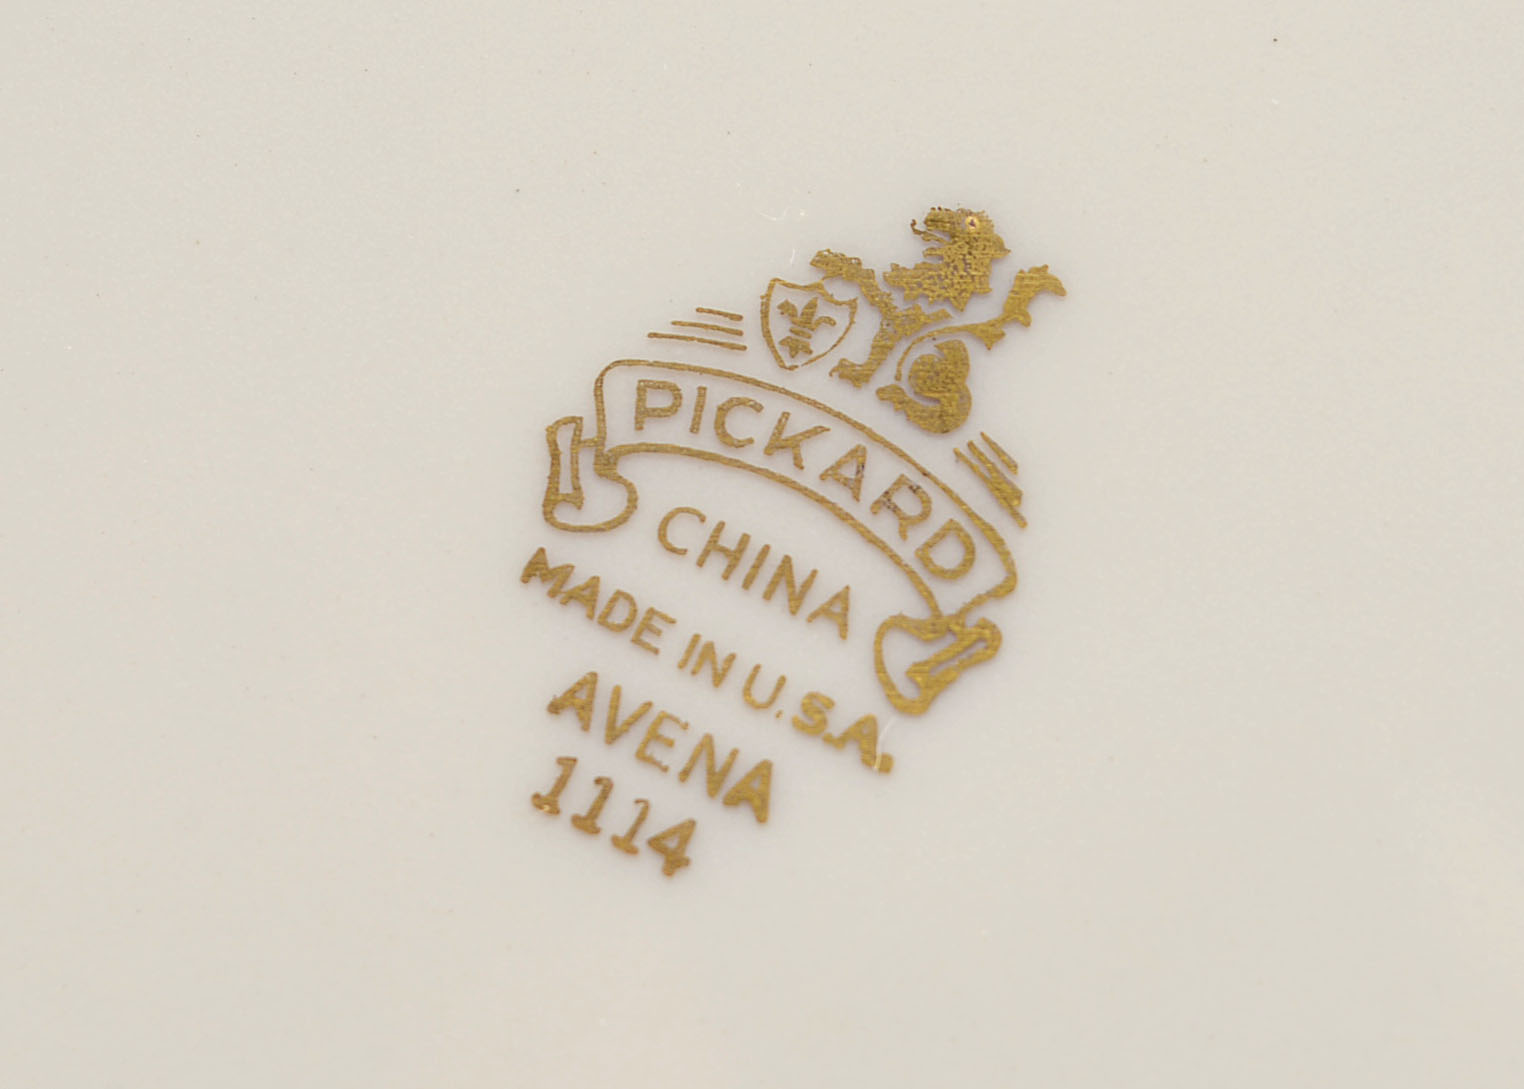 PICKARD
CHINA
MADE IN U.S.A.
AVENA
1114